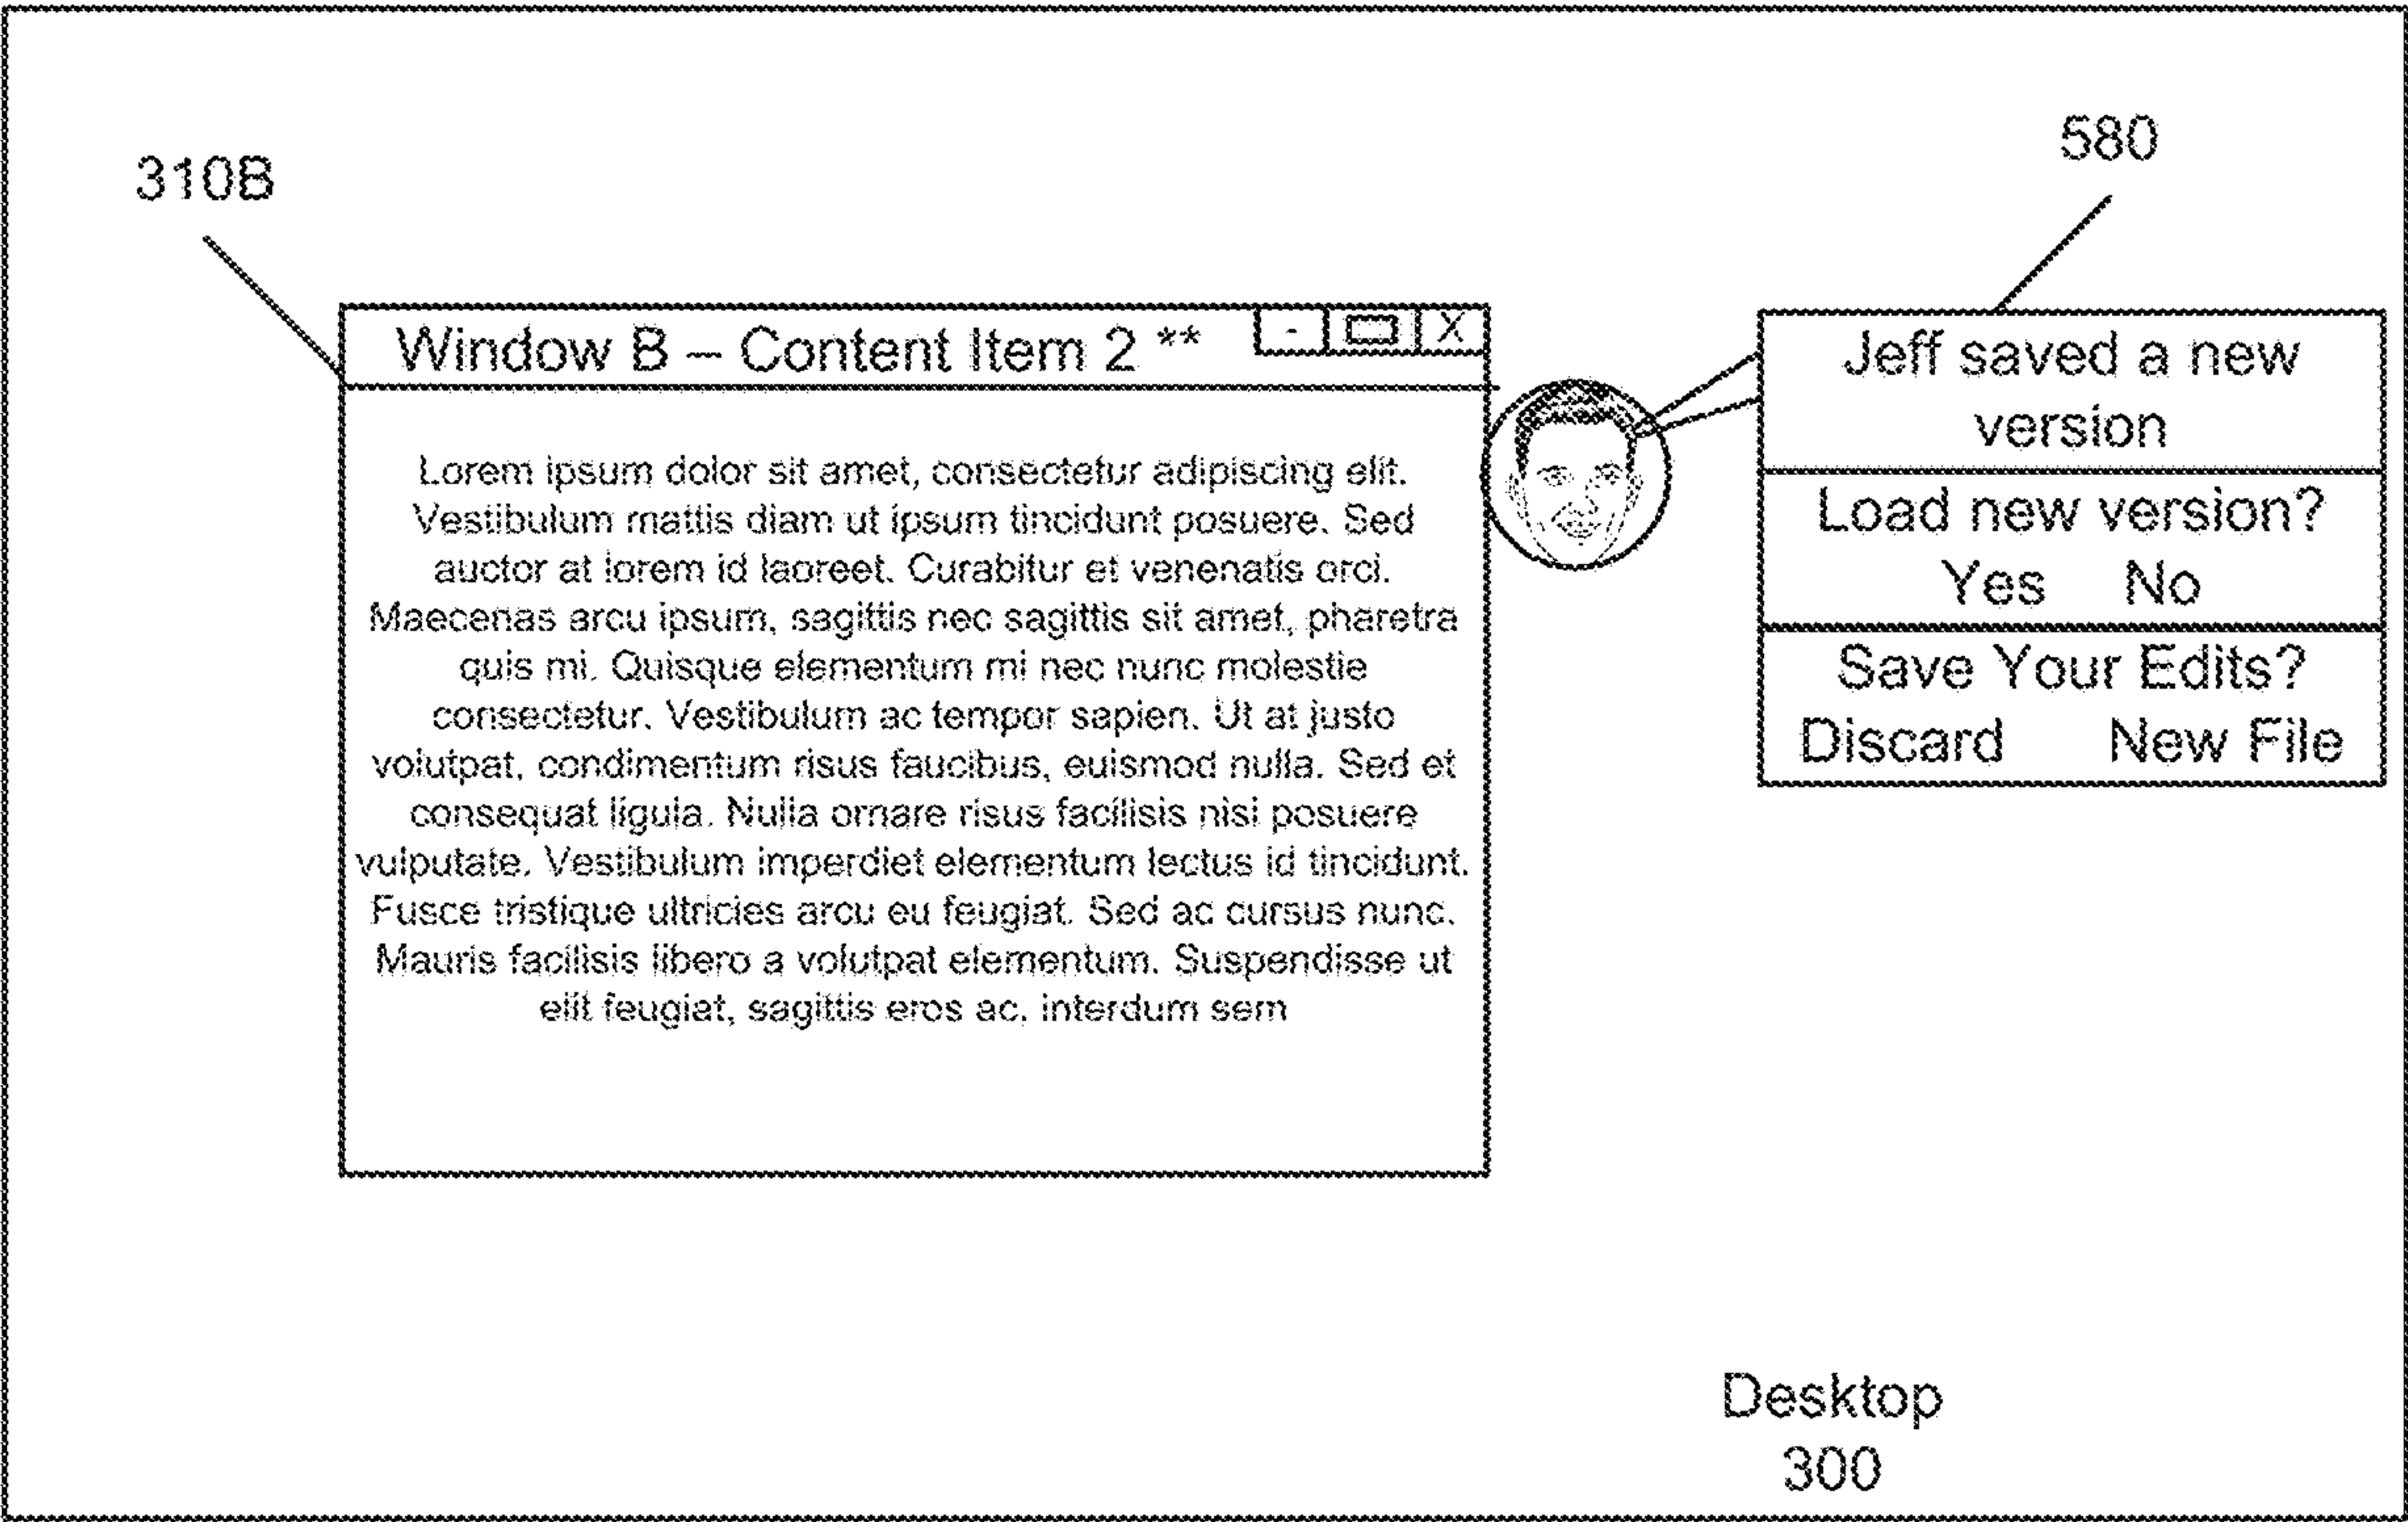 310B
580
Window B – Content Item 2 **
- X
Lorem ipsum dolor sit amet, consectetur adipiscing elit.
Vestibulum mattis diam ut ipsum tincidunt posuere. Sed
auctor at lorem id laoreet. Curabitur et venenatis orci.
Maecenas arcu ipsum, sagittis nec sagittis sit amet, pharetra
quis mi. Quisque elementum mi nec nunc molestie
consectetur. Vestibulum ac tempor sapien. Ut at justo
volutpat, condimentum risus faucibus, euismod nulla. Sed et
consequat ligula. Nulla ornare risus facilisis nisi posuere
vulputate. Vestibulum imperdiet elementum lectus id tincidunt.
Fusce tristique ultricies arcu eu feugiat. Sed ac cursus nunc.
Mauris facilisis libero a volutpat elementum. Suspendisse ut
elit feugiat, sagittis eros ac, interdum sem
Jeff saved a new
version
Load new version?
Yes No
Save Your Edits?
Discard New File
Desktop
300